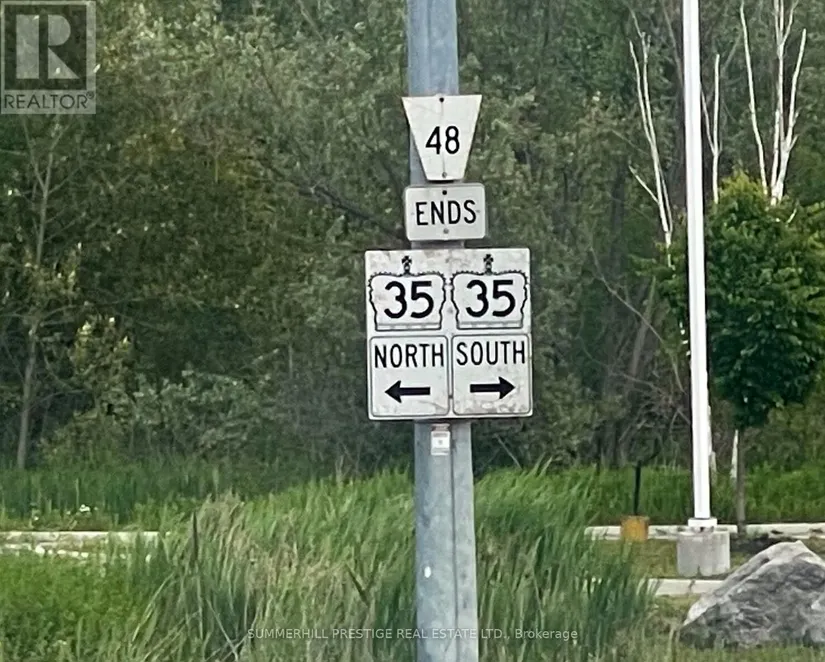 R
REALTOR®
48
ENDS
35 35
NORTH SOUTH
SUMMERHILL PRESTIGE REAL ESTATE LTD., Brokerage